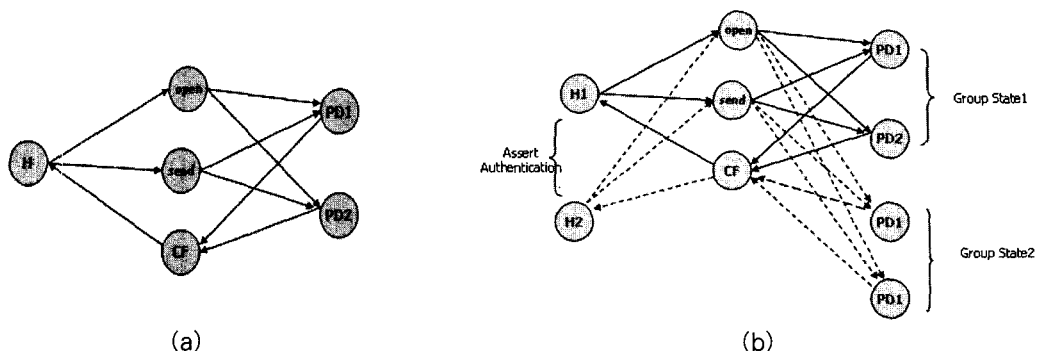 H
open
send
CF
PD1
PD2
(a)
H1
Assert
Authentication
H2
open
send
CF
PD1
PD2
Group State1
PD1
PD1
Group State2
(b)